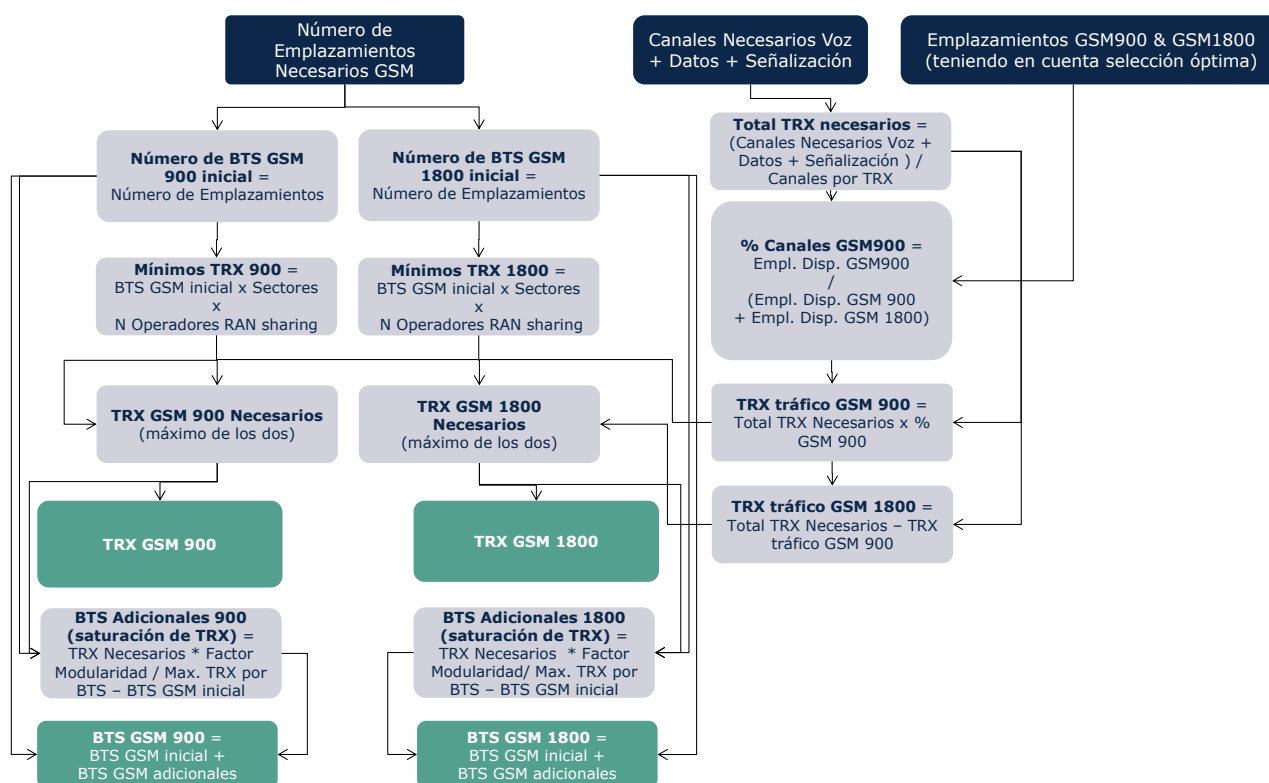 Número de
Emplazamientos
Necesarios GSM
Canales Necesarios Voz
+ Datos + Señalización
Emplazamientos GSM900 & GSM1800
(teniendo en cuenta selección óptima)
Número de BTS GSM
900 inicial =
Número de Emplazamientos
Número de BTS GSM
1800 inicial =
Número de Emplazamientos
Total TRX necesarios =
(Canales Necesarios Voz +
Datos + Señalización ) /
Canales por TRX
% Canales GSM900 =
Empl. Disp. GSM900
/
(Empl. Disp. GSM 900
+ Empl. Disp. GSM 1800)
Mínimos TRX 900 =
BTS GSM inicial x Sectores
x
N Operadores RAN sharing
Mínimos TRX 1800 =
BTS GSM inicial x Sectores
x
N Operadores RAN sharing
TRX GSM 900 Necesarios
(máximo de los dos)
TRX GSM 1800
Necesarios
(máximo de los dos)
TRX tráfico GSM 900 =
Total TRX Necesarios x %
GSM 900
TRX tráfico GSM 1800 =
Total TRX Necesarios – TRX
tráfico GSM 900
TRX GSM 900
TRX GSM 1800
BTS Adicionales 900
(saturación de TRX) =
TRX Necesarios * Factor
Modularidad / Max. TRX por
BTS – BTS GSM inicial
BTS Adicionales 1800
(saturación de TRX) =
TRX Necesarios * Factor
Modularidad/ Max. TRX por
BTS – BTS GSM inicial
BTS GSM 900 =
BTS GSM inicial +
BTS GSM adicionales
BTS GSM 1800 =
BTS GSM inicial +
BTS GSM adicionales